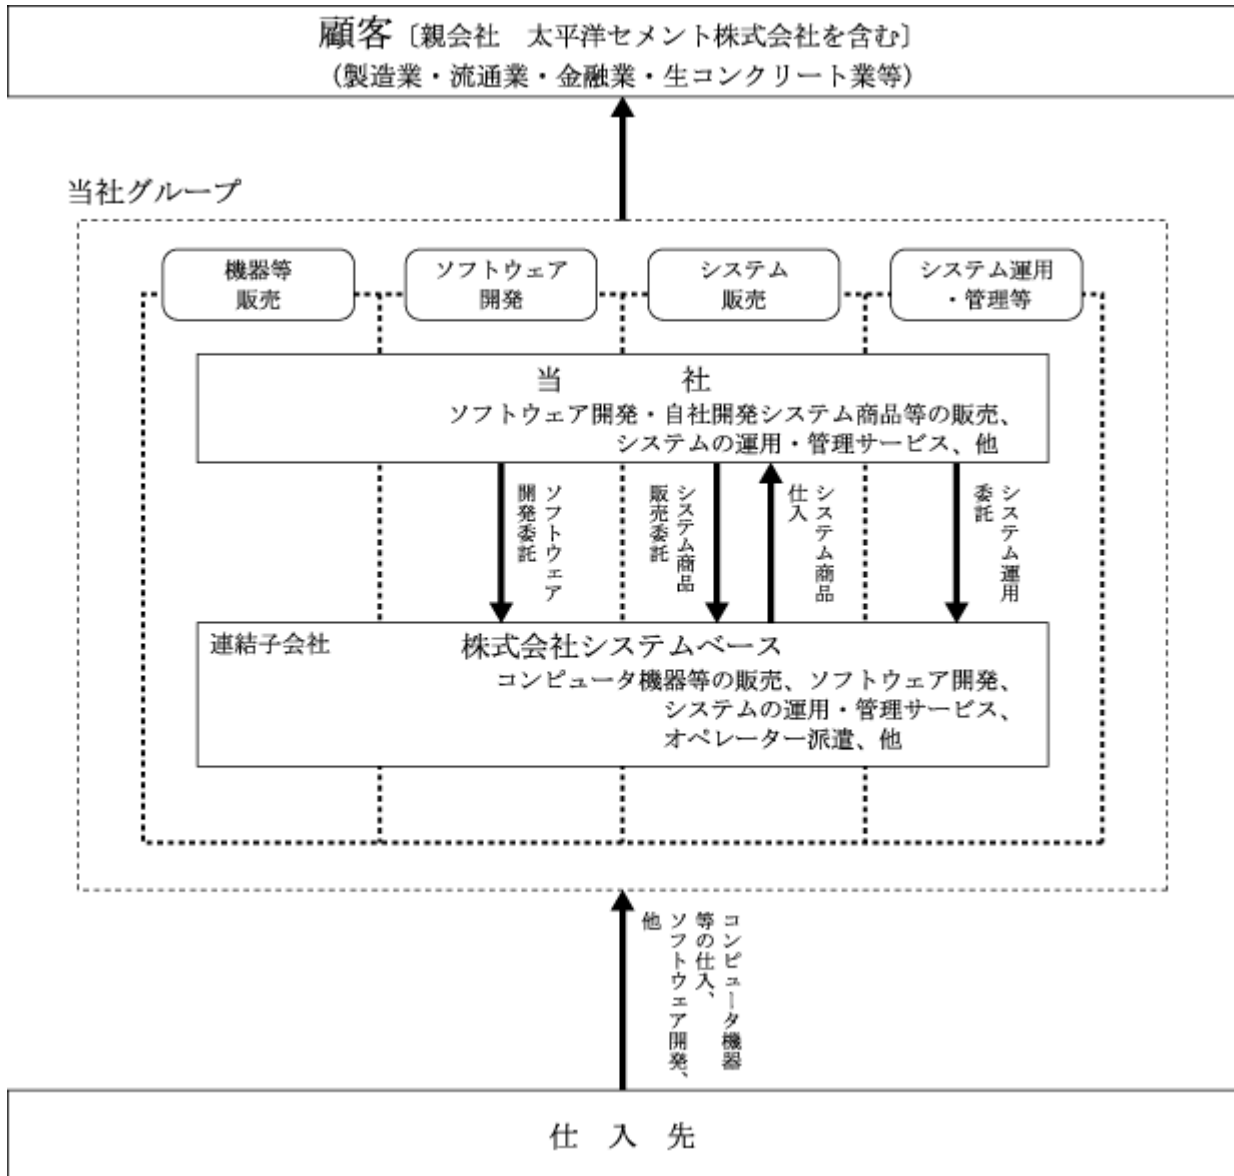 顧客〔親会社　太平洋セメント株式会社を含む〕
（製造業・流通業・金融業・生コンクリート業等）
当社グループ
機器等
販売
ソフトウェア
開発
システム
販売
システム運用
・管理等
当　　社
ソフトウェア開発・自社開発システム商品等の販売、
システムの運用・管理サービス、他
ソフトウェア
開発委託
システム商品
販売委託
システム商品
仕入
システム運用
委託
連結子会社
株式会社システムベース
コンピュータ機器等の販売、ソフトウェア開発、
システムの運用・管理サービス、
オペレーター派遣、他
コンピュータ機器
等の仕入、
ソフトウェア開発、
他
仕　入　先